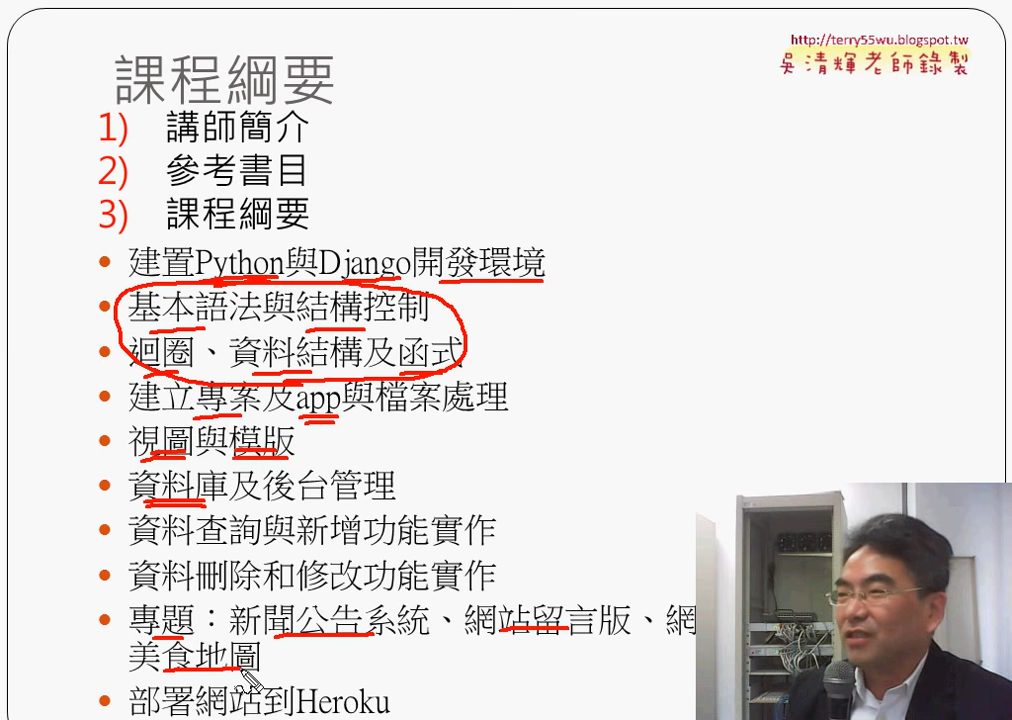 http://terry55wu.blogspot.tw
吳清輝老師錄製
課程綱要
1) 講師簡介
2) 參考書目
3) 課程綱要
• 建置Python與Django開發環境
• 基本語法與結構控制
• 迴圈、資料結構及函式
• 建立專案及app與檔案處理
• 視圖與模版
• 資料庫及後台管理
• 資料查詢與新增功能實作
• 資料刪除和修改功能實作
• 專題：新聞公告系統、網站留言版、網
美食地圖
• 部署網站到Heroku